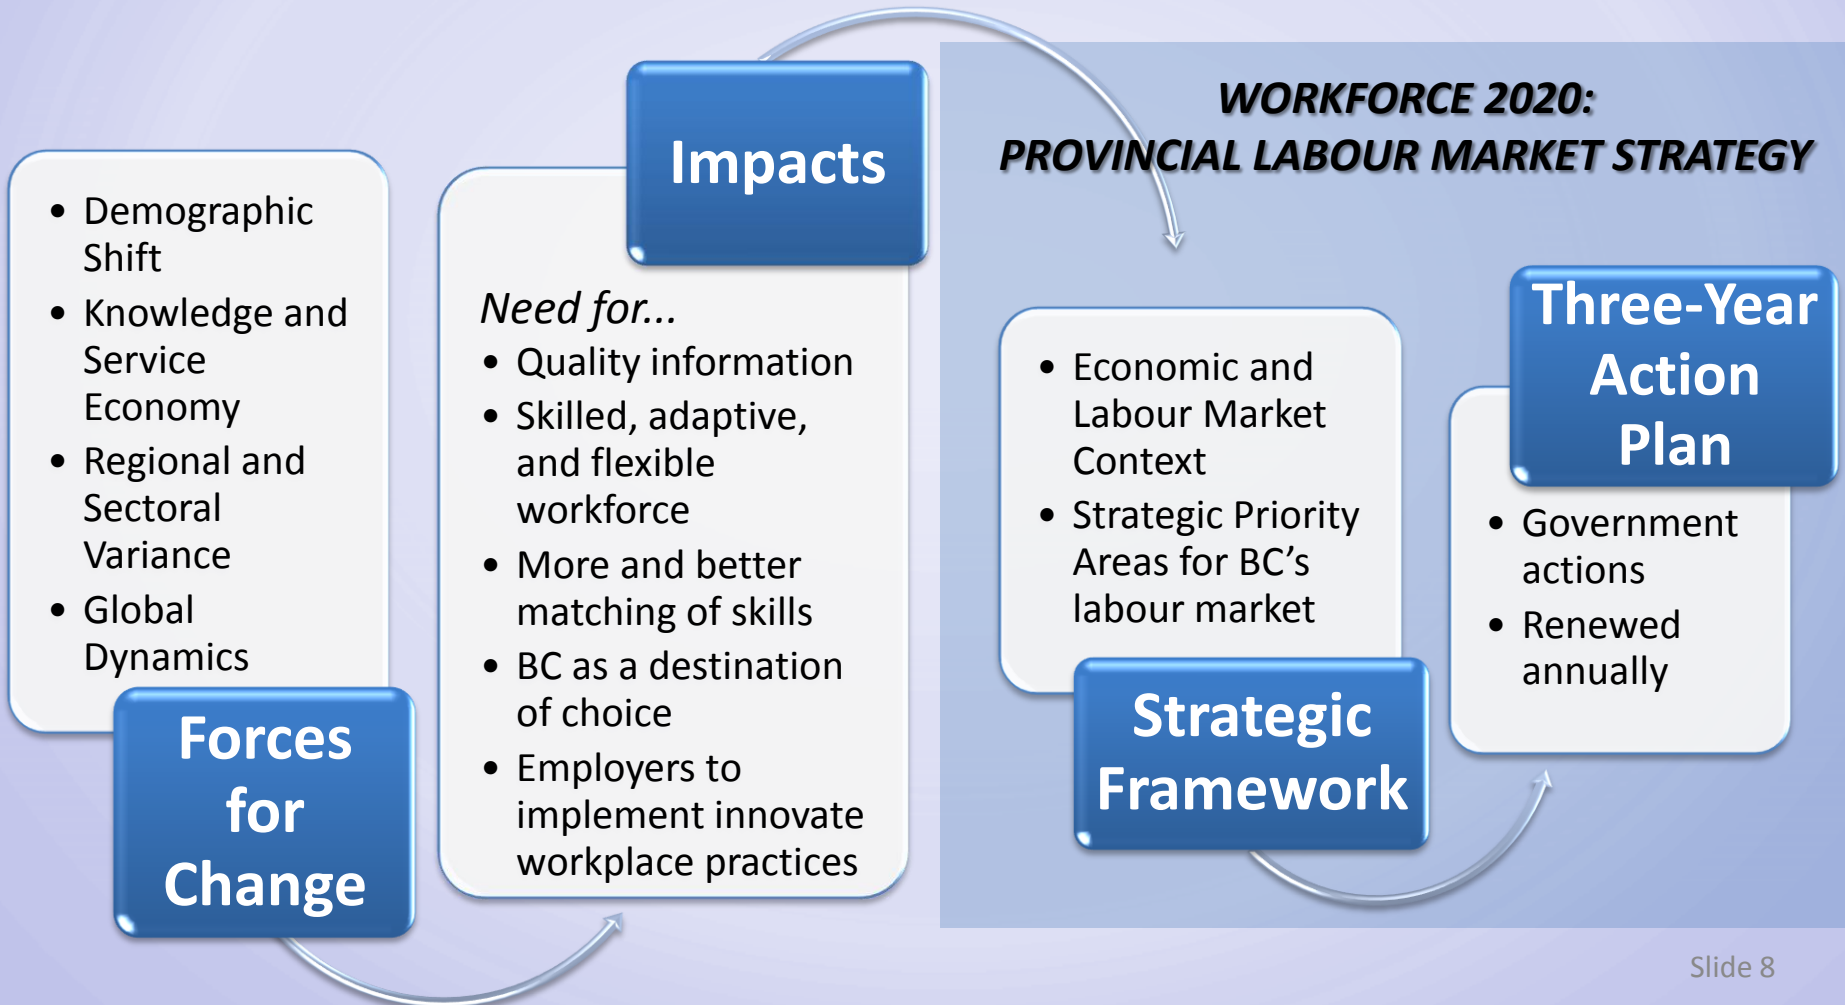 • Demographic
Shift
• Knowledge and
Service
Economy
• Regional and
Sectoral
Variance
• Global
Dynamics
Forces
for
Change
Impacts
Need for...
• Quality information
• Skilled, adaptive,
and flexible
workforce
• More and better
matching of skills
• BC as a destination
of choice
• Employers to
implement innovate
workplace practices
WORKFORCE 2020:
PROVINCIAL LABOUR MARKET STRATEGY
• Economic and
Labour Market
Context
• Strategic Priority
Areas for BC’s
labour market
Strategic
Framework
Three-Year
Action
Plan
• Government
actions
• Renewed
annually
Slide 8